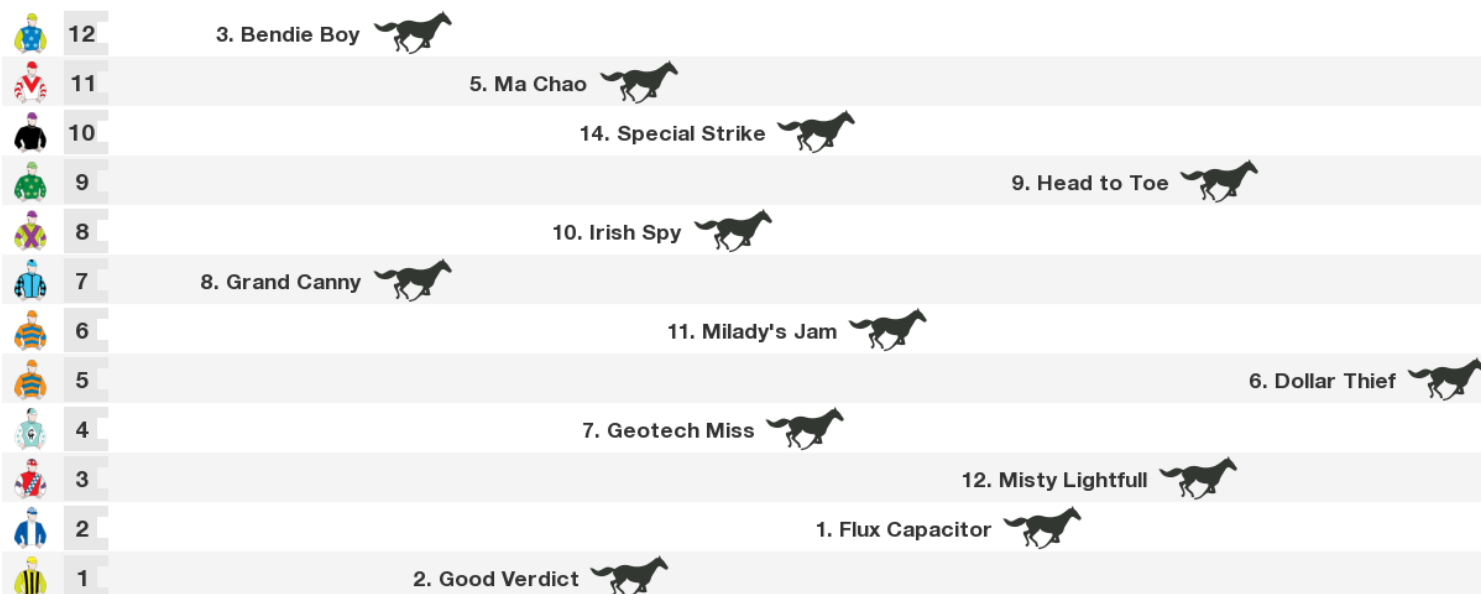 12 3. Bendie Boy
11 5. Ma Chao
10 14. Special Strike
9 9. Head to Toe
8 10. Irish Spy
7 8. Grand Canny
6 11. Milady's Jam
5 6. Dollar Thief
4 7. Geotech Miss
3 12. Misty Lightfull
2 1. Flux Capacitor
1 2. Good Verdict